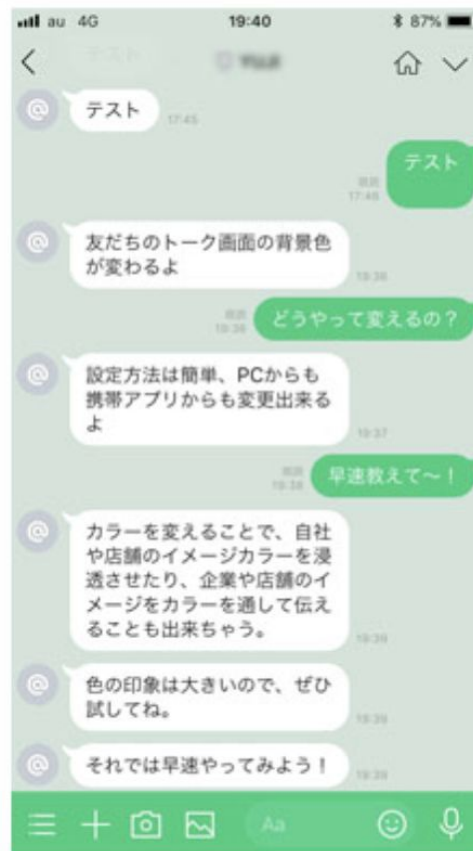 au 4G 19:40 87%
テスト
17:45
テスト
既読
17:46
友だちのトーク画面の背景色
が変わるよ
19:36
どうやって変えるの？
既読
19:36
設定方法は簡単、PCからも
携帯アプリからも変更出来る
よ
19:37
早速教えて〜！
既読
19:38
カラーを変えることで、自社
や店舗のイメージカラーを浸
透させたり、企業や店舗のイ
メージをカラーを通して伝え
ることも出来ちゃう。
19:39
色の印象は大きいので、ぜひ
試してね。
19:39
それでは早速やってみよう！
19:39
Aa